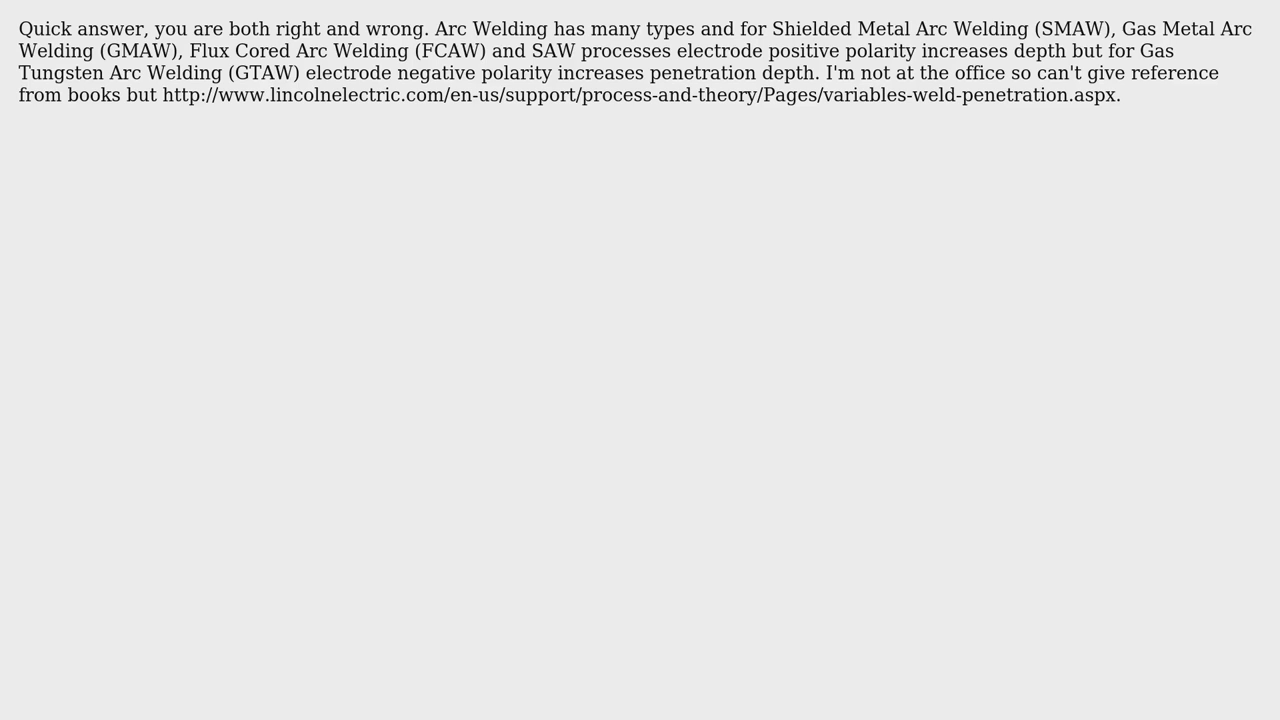 Quick answer, you are both right and wrong. Arc Welding has many types and for Shielded Metal Arc Welding (SMAW), Gas Metal Arc
Welding (GMAW), Flux Cored Arc Welding (FCAW) and SAW processes electrode positive polarity increases depth but for Gas
Tungsten Arc Welding (GTAW) electrode negative polarity increases penetration depth. I'm not at the office so can't give reference
from books but http://www.lincolnelectric.com/en-us/support/process-and-theory/Pages/variables-weld-penetration.aspx.